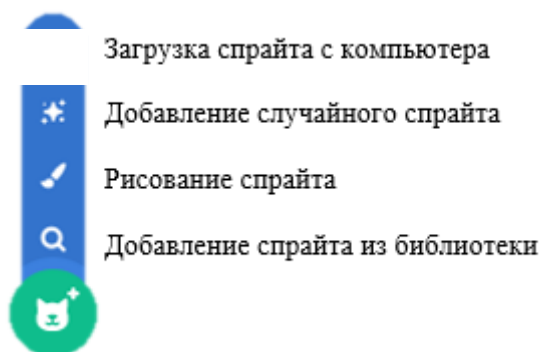 Загрузка спрайта с компьютера
Добавление случайного спрайта
Рисование спрайта
Добавление спрайта из библиотеки